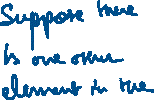 Suppose there
is one other
element in the